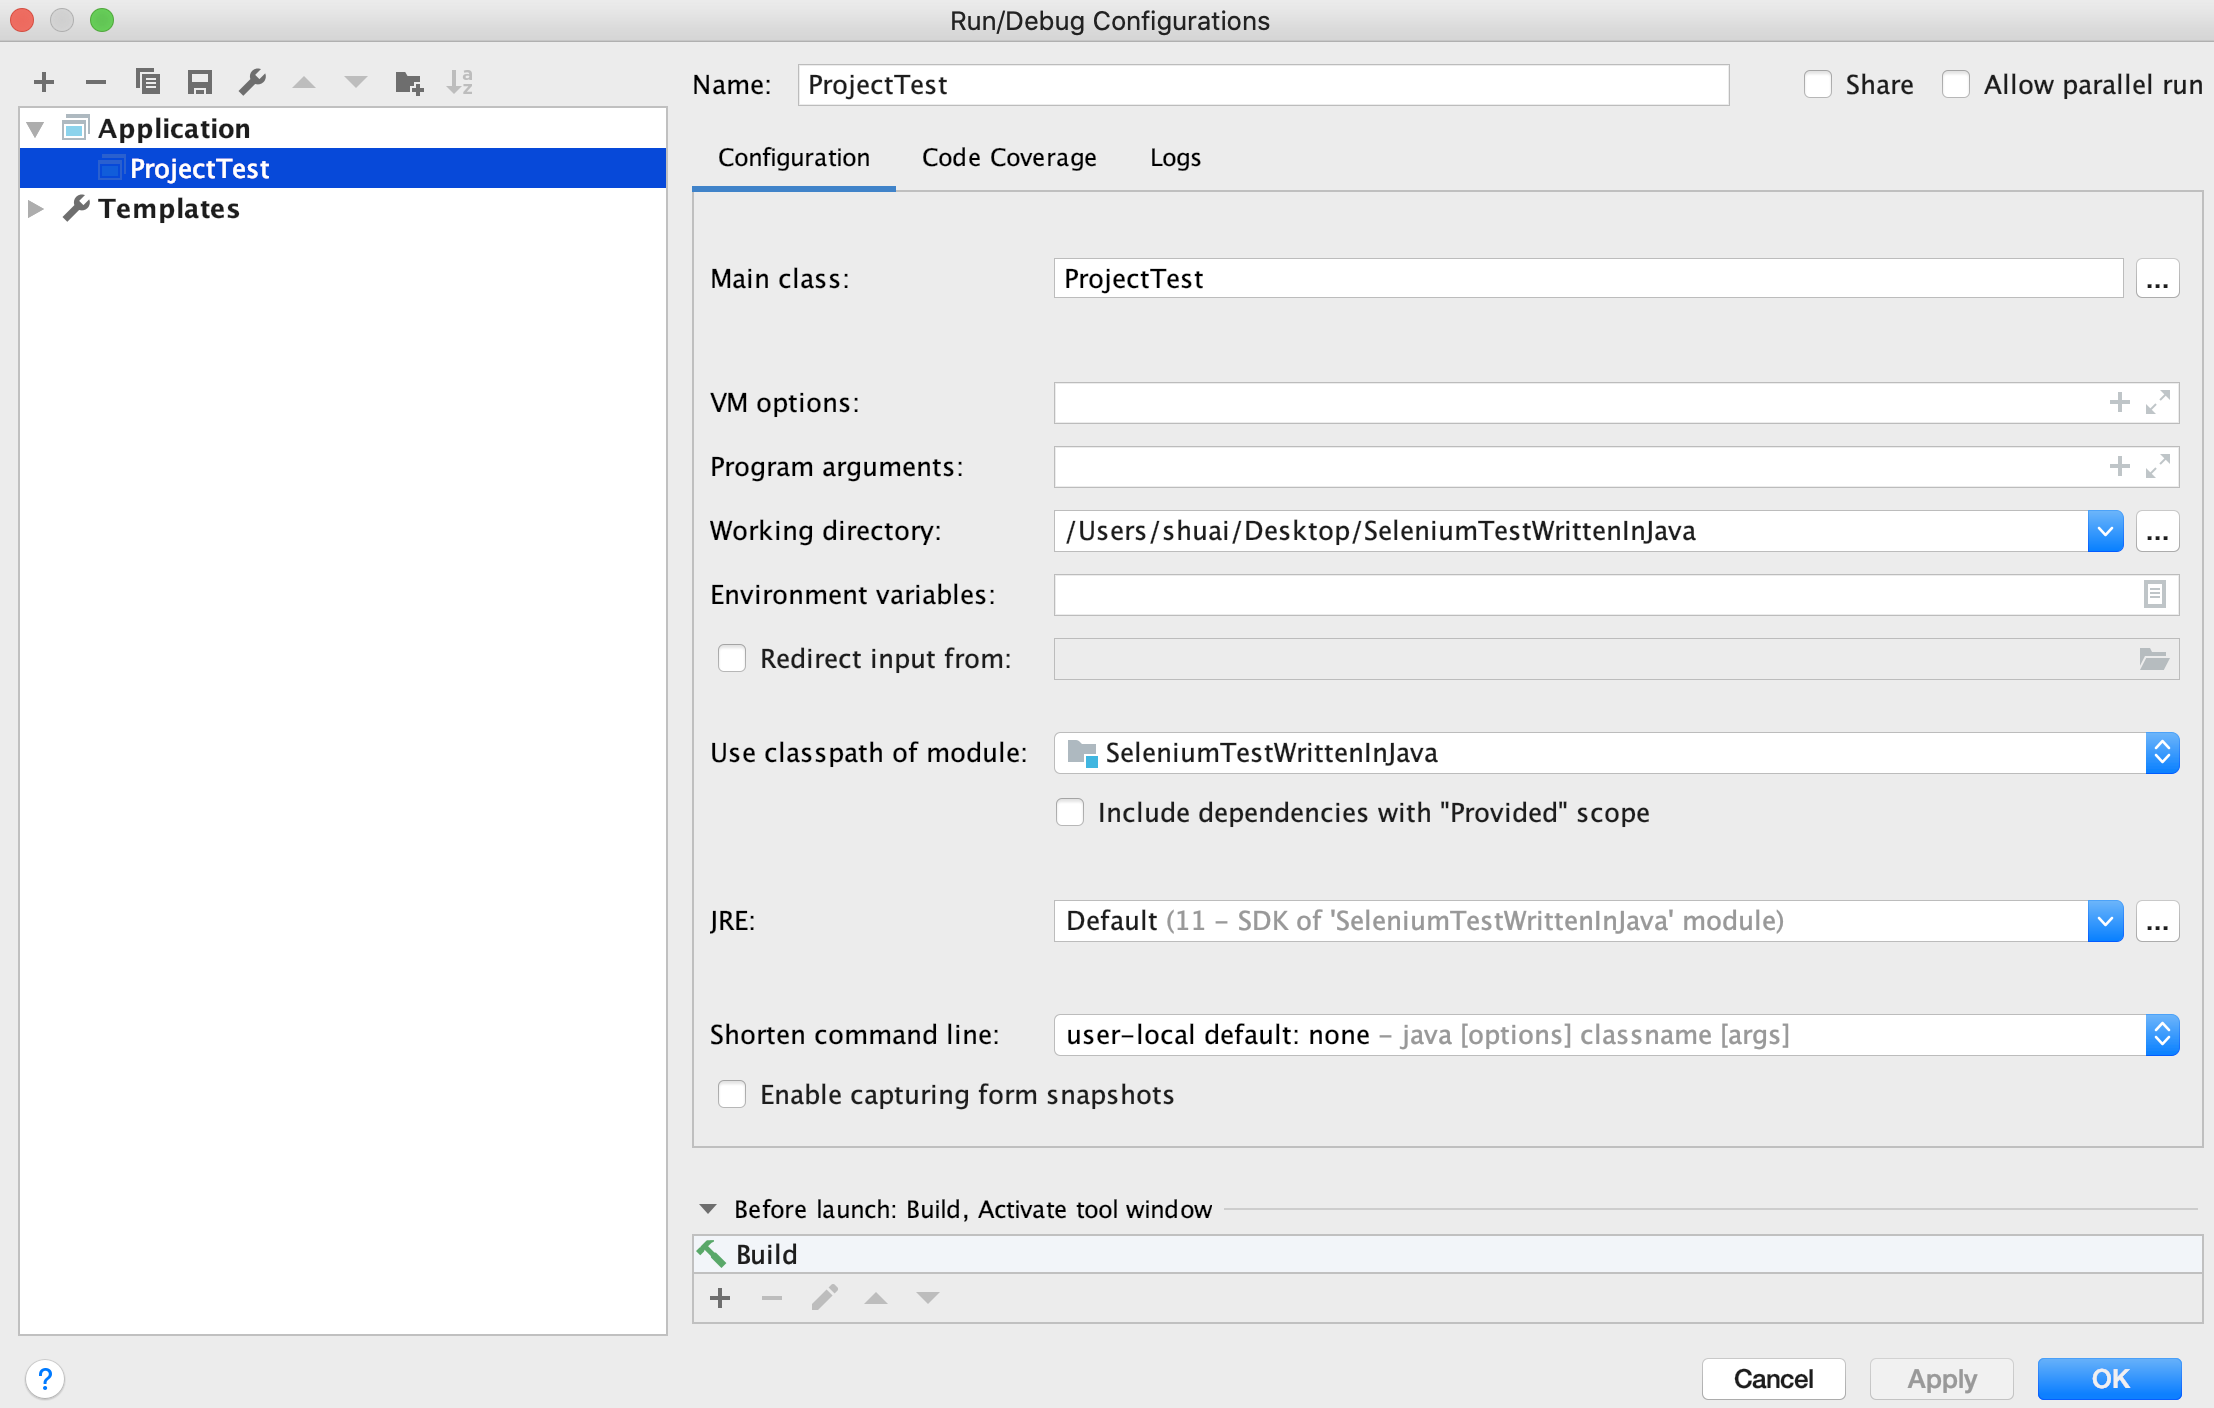 Run/Debug Configurations
Application
ProjectTest
Templates
Name: ProjectTest Share Allow parallel run
Configuration Code Coverage Logs
Main class: ProjectTest ...
VM options:
Program arguments:
Working directory: /Users/shuai/Desktop/SeleniumTestWrittenInJava ...
Environment variables:
Redirect input from:
Use classpath of module: SeleniumTestWrittenInJava
Include dependencies with "Provided" scope
JRE: Default (11 – SDK of 'SeleniumTestWrittenInJava' module) ...
Shorten command line: user-local default: none – java [options] classname [args]
Enable capturing form snapshots
Before launch: Build, Activate tool window
Build
? Cancel Apply OK